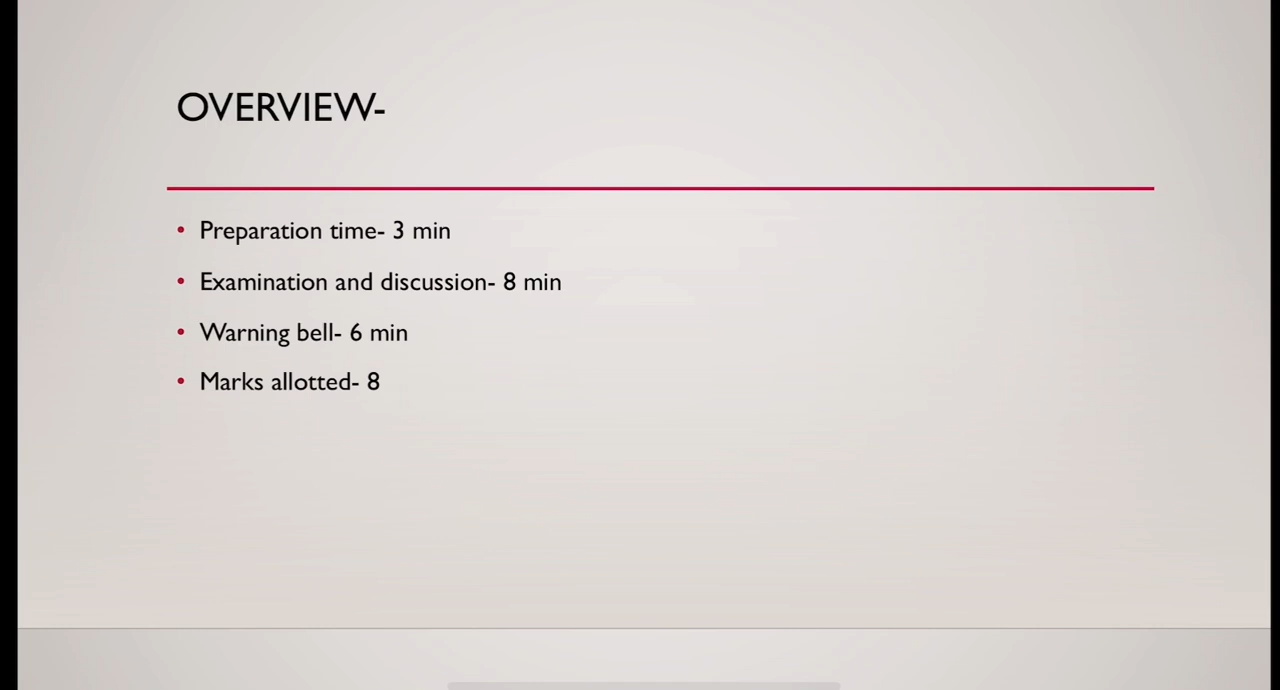 OVERVIEW-
• Preparation time- 3 min
• Examination and discussion- 8 min
• Warning bell- 6 min
• Marks allotted- 8